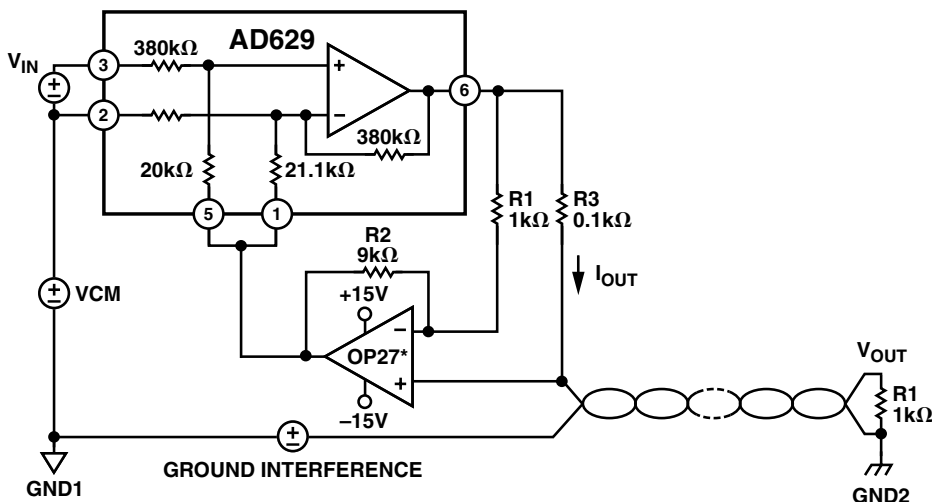 AD629
V_IN
3
380kΩ
+
6
2
−
380kΩ
20kΩ
21.1kΩ
5
1
R1
1kΩ
R3
0.1kΩ
R2
9kΩ
I_OUT
VCM
+15V
−
OP27*
+
−15V
V_OUT
R1
1kΩ
GROUND INTERFERENCE
GND1
GND2